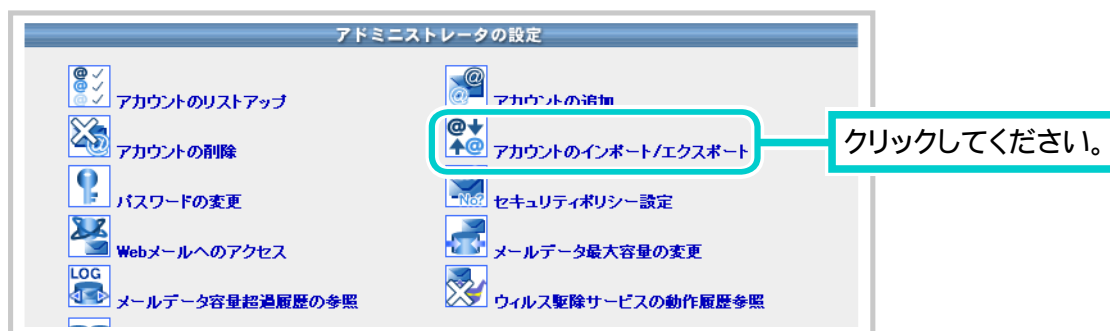 アドミニストレータの設定
アカウントのリストアップ
アカウントの追加
アカウントの削除
アカウントのインポート/エクスポート
クリックしてください。
パスワードの変更
No?
セキュリティポリシー設定
Webメールへのアクセス
メールデータ最大容量の変更
LOG
メールデータ容量超過履歴の参照
ウィルス駆除サービスの動作履歴参照